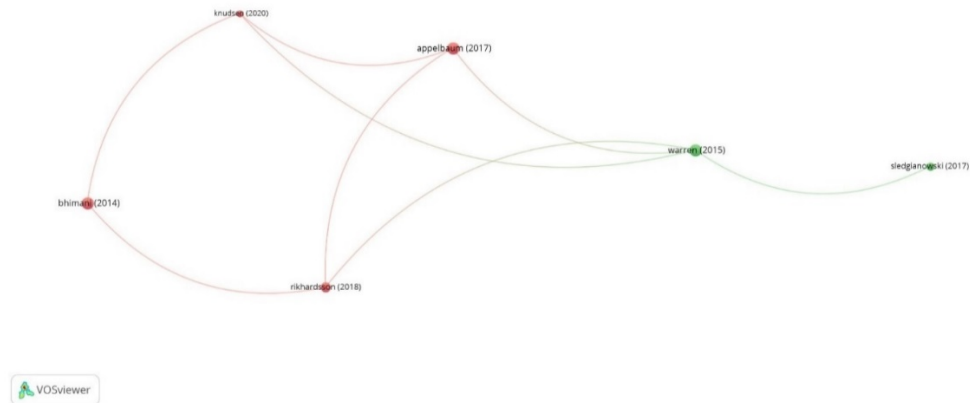 knudsen (2020)
appelbaum (2017)
warren (2015)
sledgianowski (2017)
bhimani (2014)
rikhardsson (2018)
VOSviewer